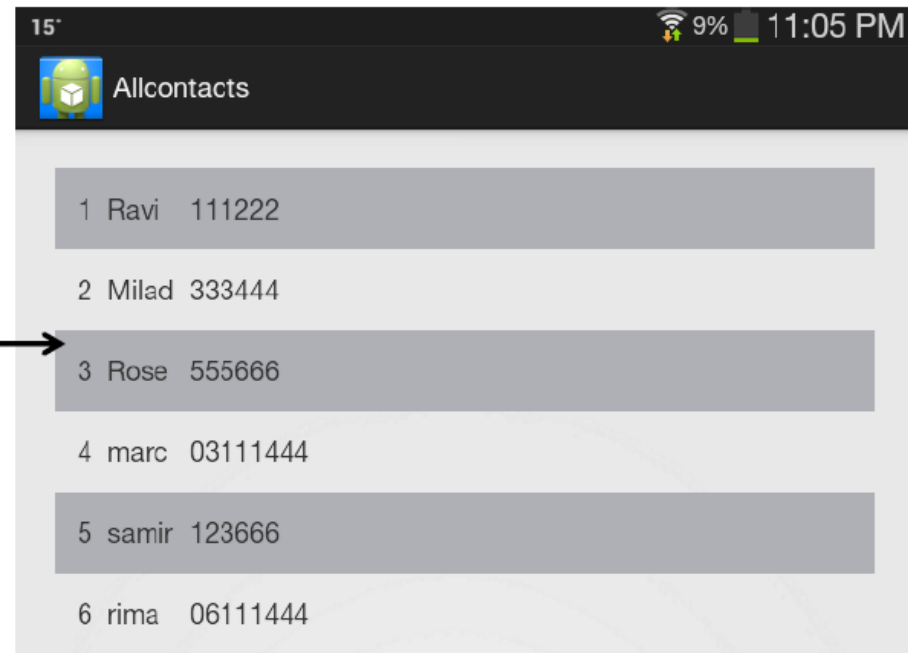 15° 9% 11:05 PM
Allcontacts
1 Ravi 111222
2 Milad 333444
3 Rose 555666
4 marc 03111444
5 samir 123666
6 rima 06111444